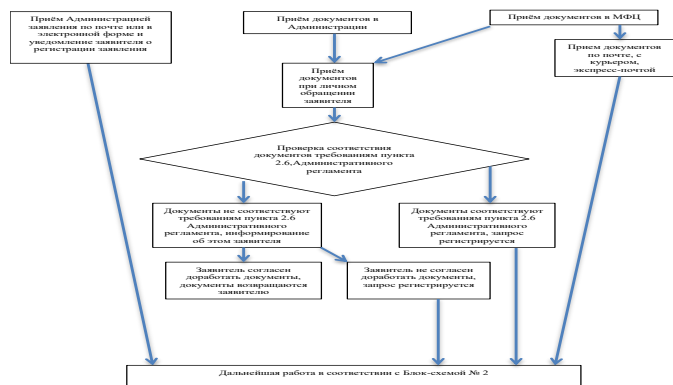 Приём Администрацией
заявления по почте или в
электронной форме и
уведомление заявителя о
регистрации заявления
Приём документов в
Администрации
Приём документов в МФЦ
Прием документов
по почте, с
курьером,
экспресс-почтой
Приём
документов
при личном
обращении
заявителя
Проверка соответствия
документов требованиям пункта
2.6,Административного
регламента
Документы не соответствуют
требованиям пункта 2.6
Административного
регламента, информирование
об этом заявителя
Документы соответствуют
требованиям пункта 2.6
Административного
регламента, запрос
регистрируется
Заявитель согласен
доработать документы,
документы возвращаются
заявителю
Заявитель не согласен
доработать документы,
запрос регистрируется
Дальнейшая работа в соответствии с Блок-схемой № 2